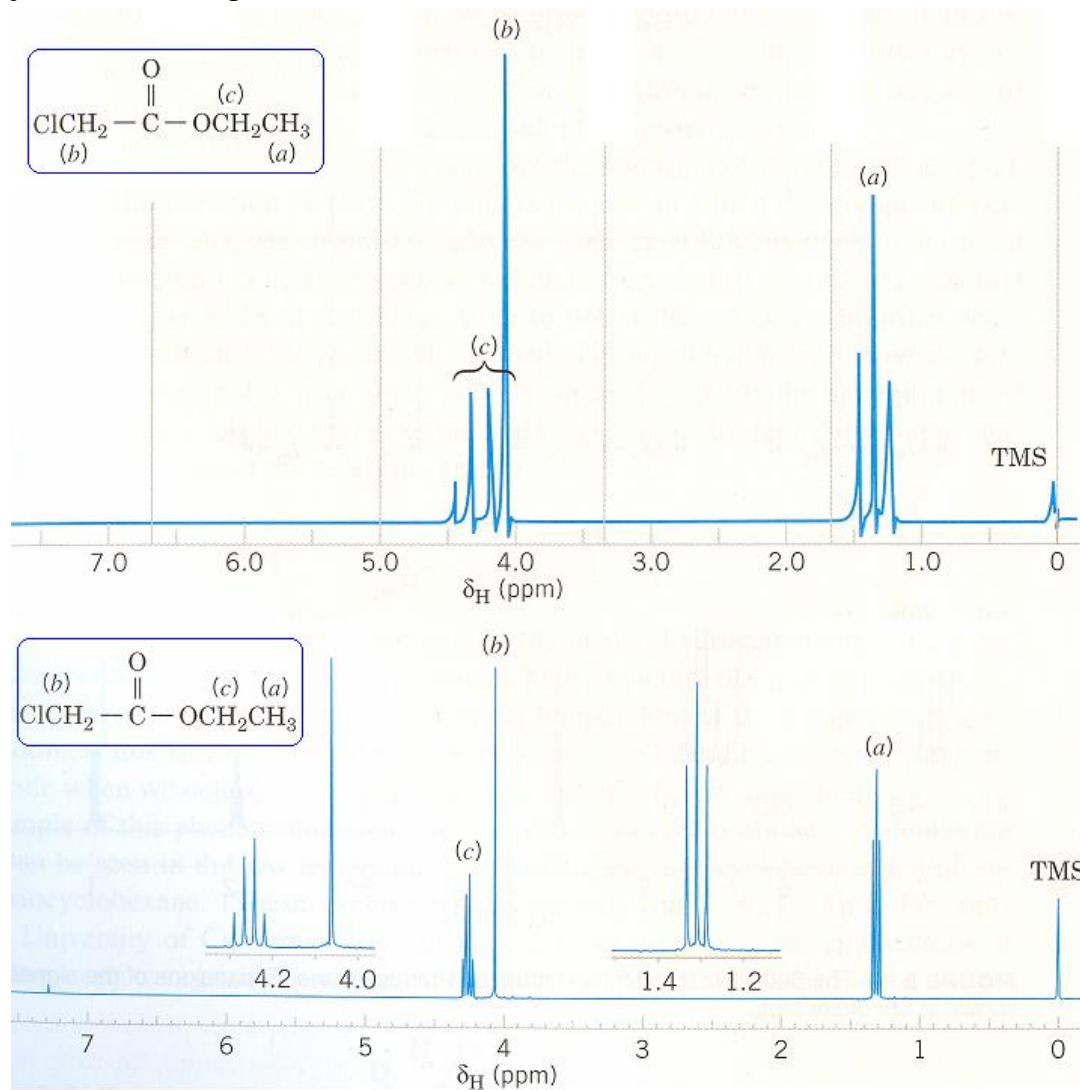 (b)
O
||
(c)
ClCH₂ — C — OCH₂CH₃
(b)
(a)
(a)
(c)
TMS
7.0 6.0 5.0 4.0 3.0 2.0 1.0 0
δH (ppm)
(b)
O
(b) || (c) (a)
ClCH₂ — C — OCH₂CH₃
(a)
(c)
TMS
4.2 4.0
1.4 1.2
7 6 5 4 3 2 1 0
δH (ppm)